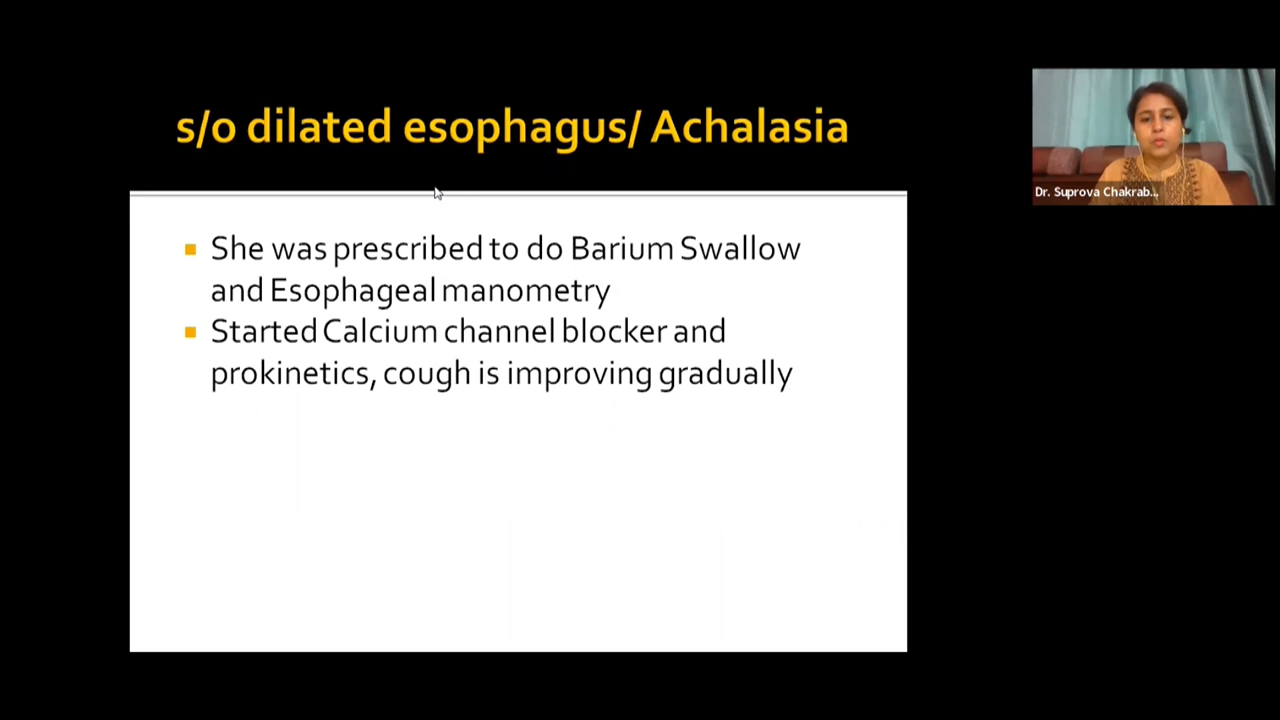 s/o dilated esophagus/ Achalasia
She was prescribed to do Barium Swallow
and Esophageal manometry
Started Calcium channel blocker and
prokinetics, cough is improving gradually
Dr. Suprova Chakrab...